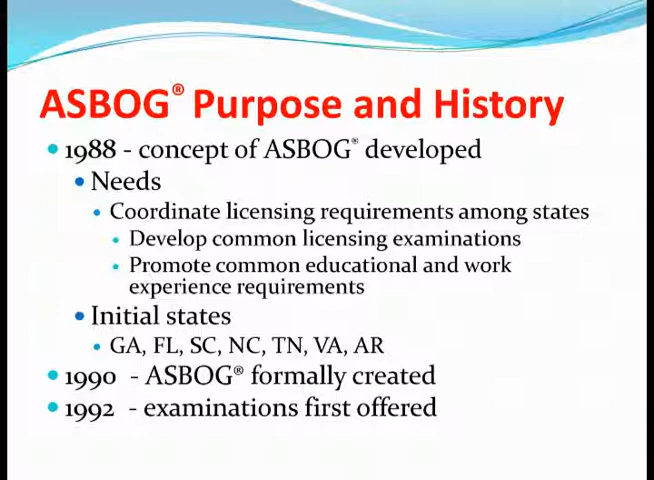 ASBOG® Purpose and History
• 1988 - concept of ASBOG® developed
• Needs
• Coordinate licensing requirements among states
• Develop common licensing examinations
• Promote common educational and work
experience requirements
• Initial states
• GA, FL, SC, NC, TN, VA, AR
• 1990 - ASBOG® formally created
• 1992 - examinations first offered